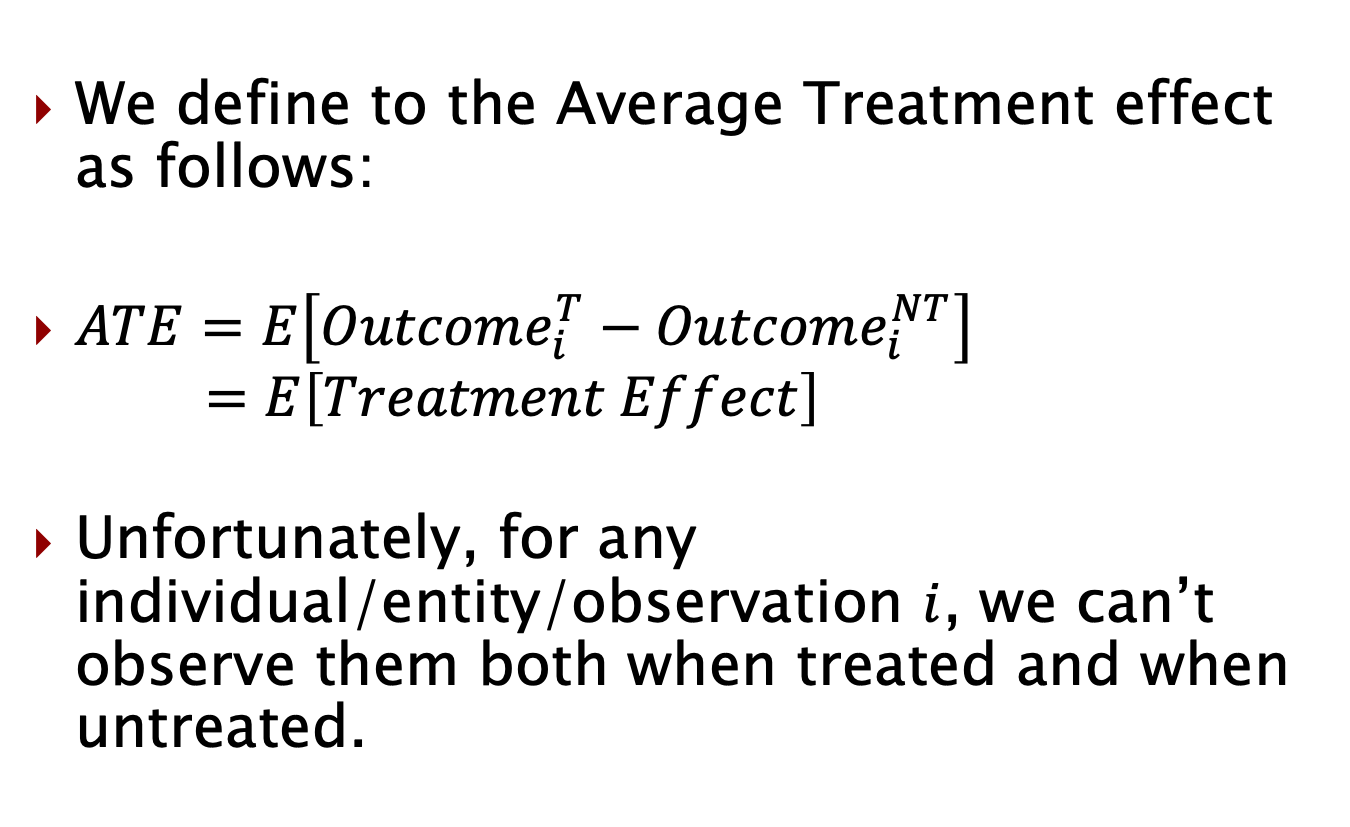 We define to the Average Treatment effect
as follows:
ATE = E[Outcome_i^T − Outcome_i^NT]
= E[Treatment Effect]
Unfortunately, for any
individual/entity/observation i, we can’t
observe them both when treated and when
untreated.